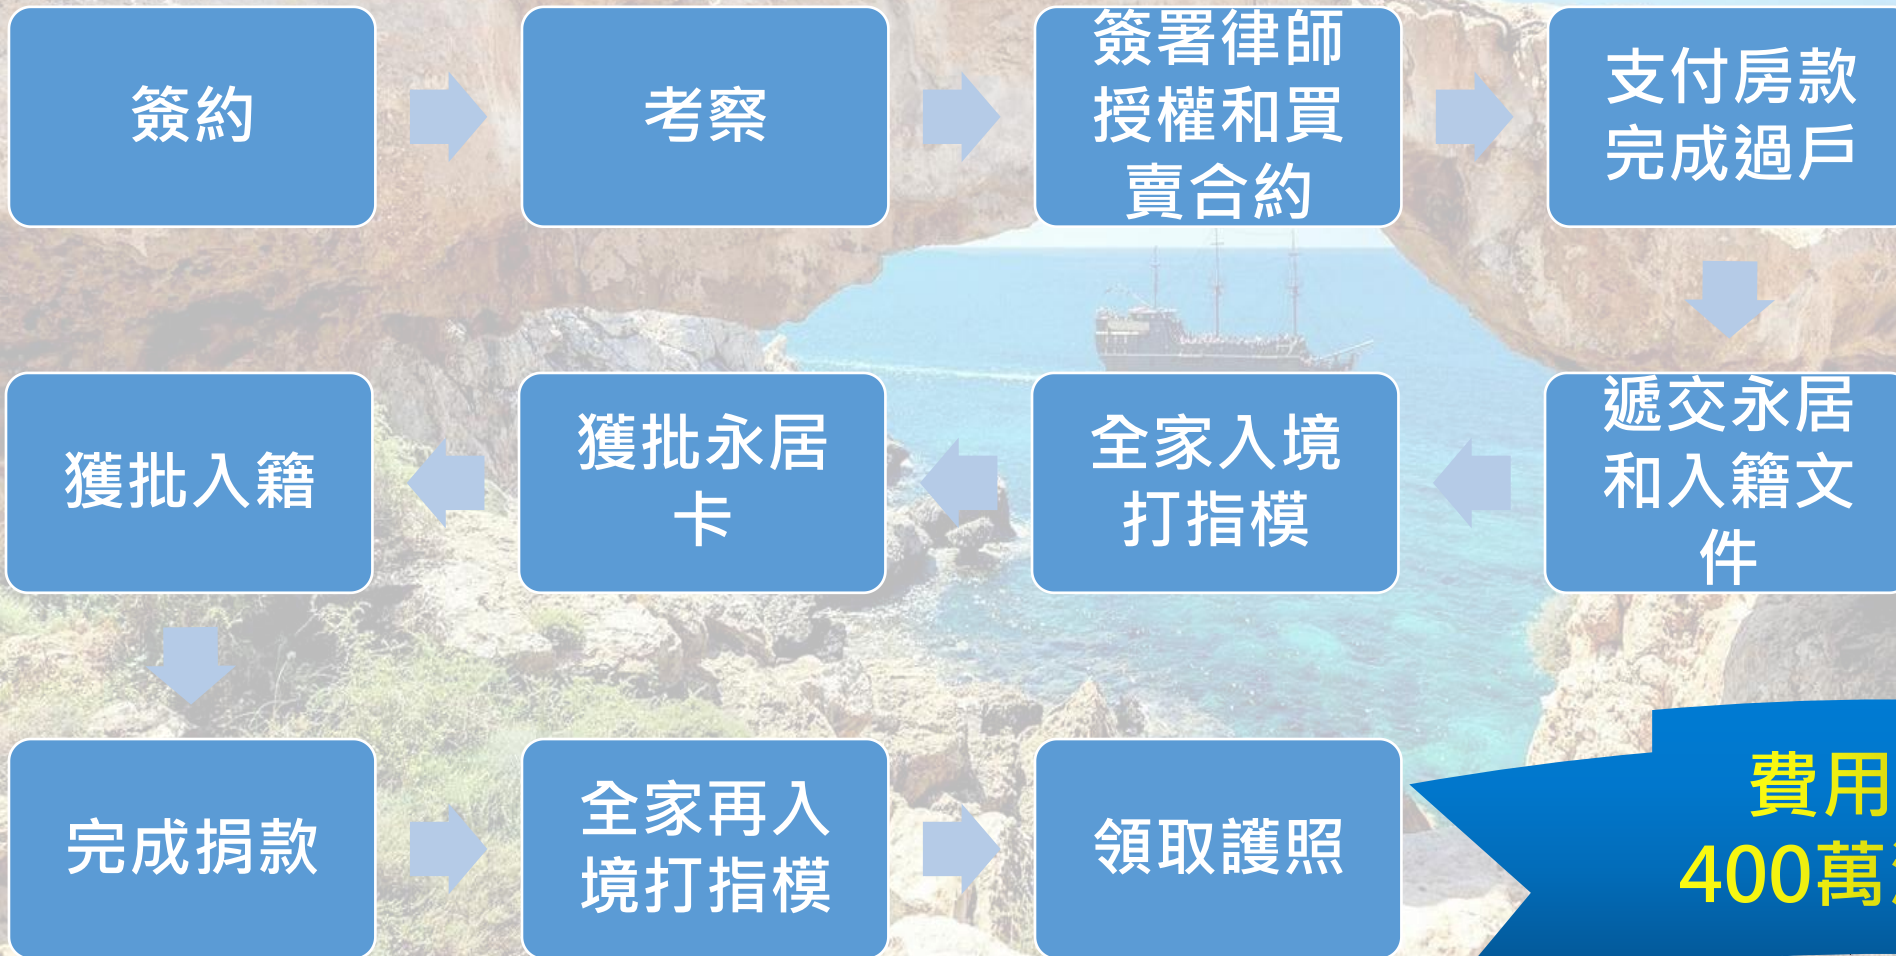 簽約
考察
簽署律師
授權和買
賣合約
支付房款
完成過戶
遞交永居
和入籍文
件
全家入境
打指模
獲批永居
卡
獲批入籍
完成捐款
全家再入
境打指模
領取護照
費用
400萬